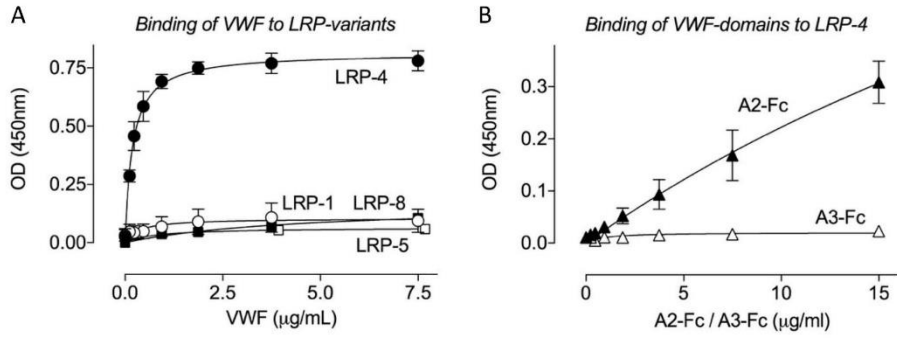 A
Binding of VWF to LRP-variants
OD (450nm)
0.75
0.50
0.25
0.00
LRP-4
LRP-1
LRP-8
LRP-5
0.0
2.5
5.0
7.5
VWF (μg/mL)
B
Binding of VWF-domains to LRP-4
OD (450nm)
0.3
0.2
0.1
0.0
A2-Fc
A3-Fc
0
5
10
15
A2-Fc / A3-Fc (μg/ml)